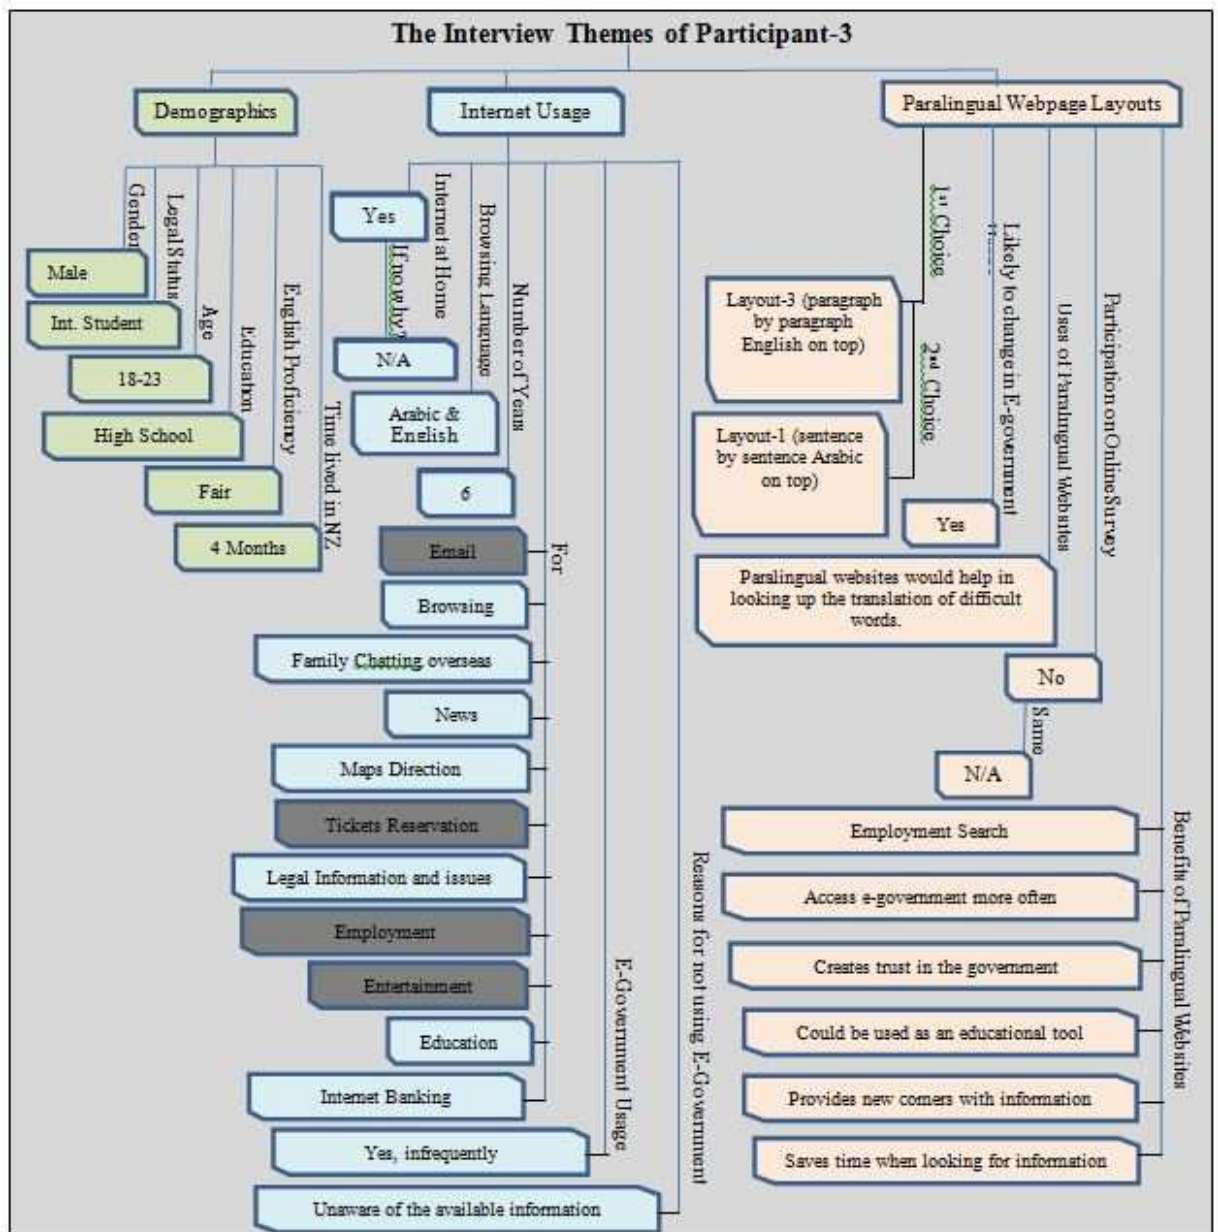 The Interview Themes of Participant-3
Demographics
Internet Usage
Paralingual Webpage Layouts
Gender
Legal Status
Age
Education
English Proficiency
Time lived in NZ
Male
Int. Student
18-23
High School
Fair
4 Months
Yes
Internet at Home
If no why?
N/A
Browsing Language
Arabic &
English
Number of Years
6
For
Email
Browsing
Family Chatting overseas
News
Maps Direction
Tickets Reservation
Legal Information and issues
Employment
Entertainment
Education
Internet Banking
E-Government Usage
Yes, infrequently
Reasons for not using E-Government
Unaware of the available information
1st Choice
Layout-3 (paragraph
by paragraph
English on top)
2nd Choice
Layout-1 (sentence
by sentence Arabic
on top)
Likely to change in E-government
Yes
Uses of Paralingual Websites
Paralingual websites would help in
looking up the translation of difficult
words.
Participation on Online Survey
No
Same
N/A
Benefits of Paralingual Websites
Employment Search
Access e-government more often
Creates trust in the government
Could be used as an educational tool
Provides new comers with information
Saves time when looking for information